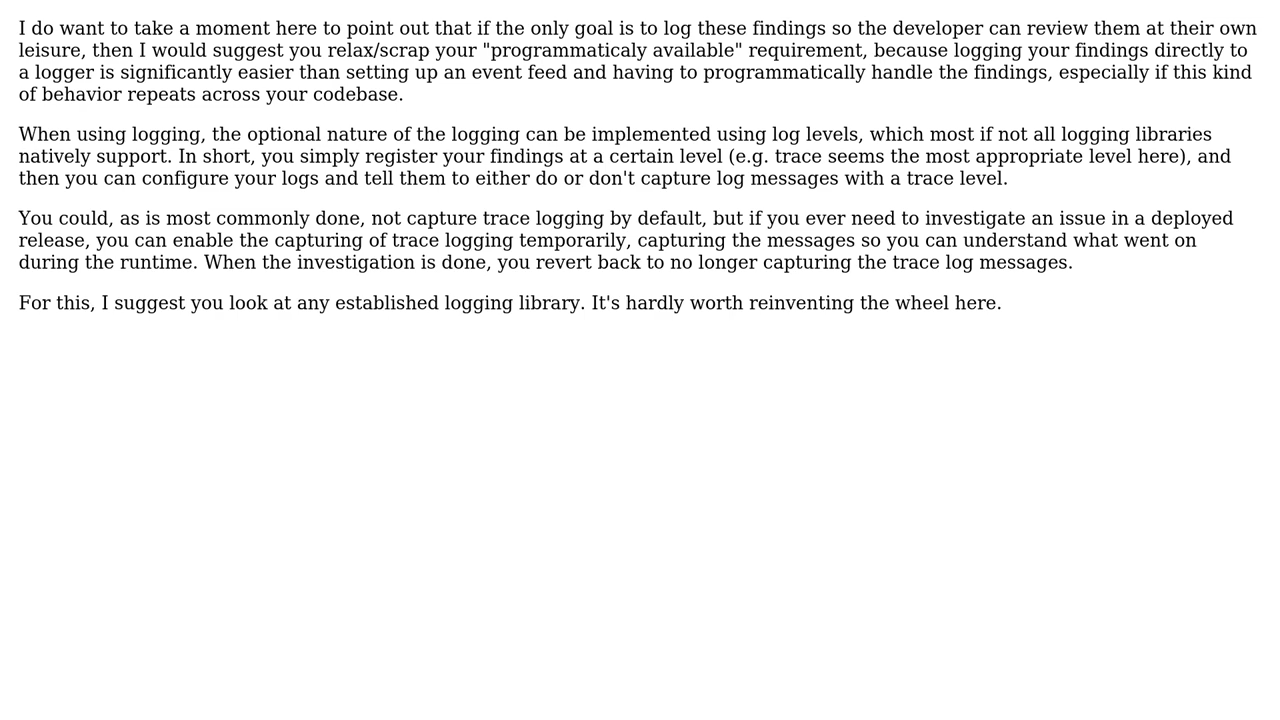 I do want to take a moment here to point out that if the only goal is to log these findings so the developer can review them at their own
leisure, then I would suggest you relax/scrap your "programmaticaly available" requirement, because logging your findings directly to
a logger is significantly easier than setting up an event feed and having to programmatically handle the findings, especially if this kind
of behavior repeats across your codebase.
When using logging, the optional nature of the logging can be implemented using log levels, which most if not all logging libraries
natively support. In short, you simply register your findings at a certain level (e.g. trace seems the most appropriate level here), and
then you can configure your logs and tell them to either do or don't capture log messages with a trace level.
You could, as is most commonly done, not capture trace logging by default, but if you ever need to investigate an issue in a deployed
release, you can enable the capturing of trace logging temporarily, capturing the messages so you can understand what went on
during the runtime. When the investigation is done, you revert back to no longer capturing the trace log messages.
For this, I suggest you look at any established logging library. It's hardly worth reinventing the wheel here.